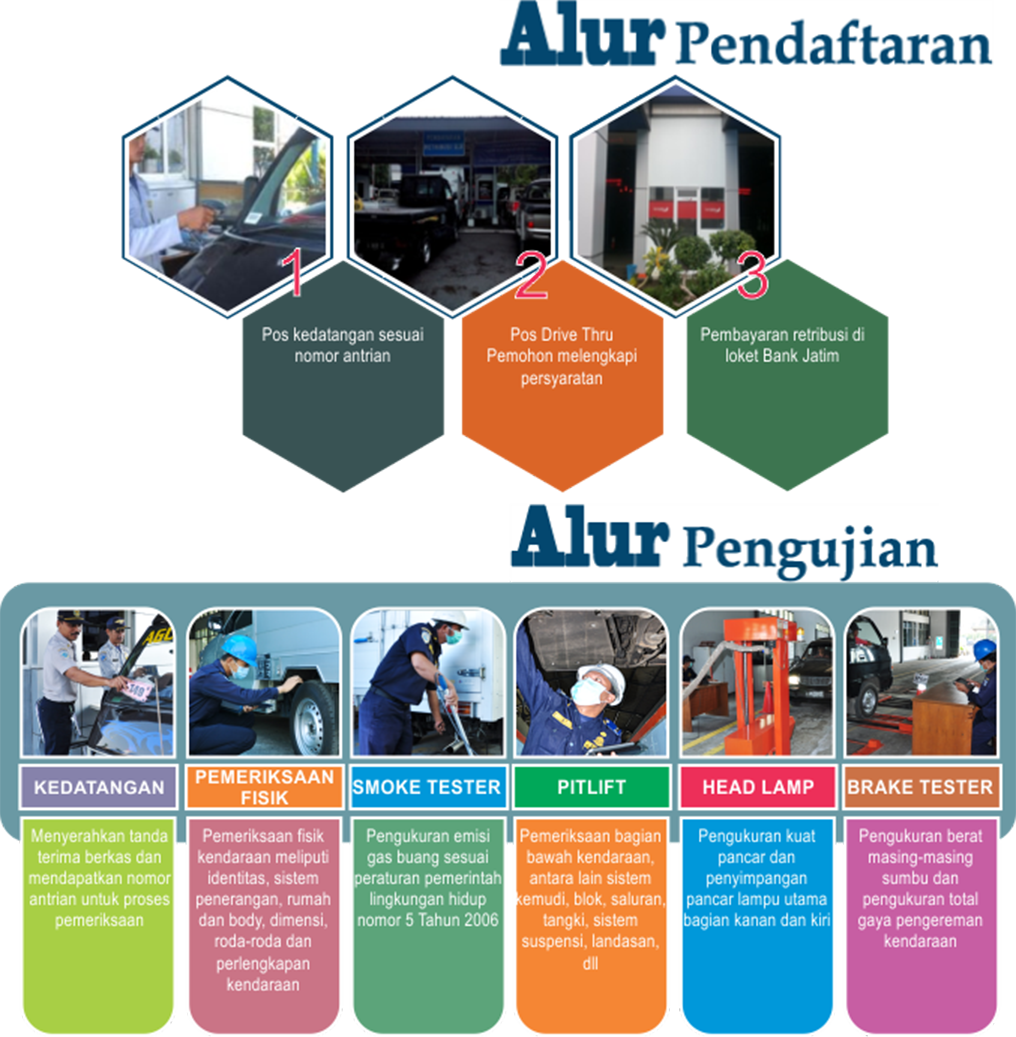 Alur Pendaftaran
1
2
3
Pos kedatangan sesuai
nomor antrian
Pos Drive Thru
Pemohon melengkapi
persyaratan
Pembayaran retribusi di
loket Bank Jatim
Alur Pengujian
KEDATANGAN
Menyerahkan tanda
terima berkas dan
mendapatkan nomor
antrian untuk proses
pemeriksaan
PEMERIKSAAN
FISIK
Pemeriksaan fisik
kendaraan meliputi
identitas, sistem
penerangan, rumah
dan body, dimensi,
roda-roda dan
perlengkapan
kendaraan
SMOKE TESTER
Pengukuran emisi
gas buang sesuai
peraturan pemerintah
lingkungan hidup
nomor 5 Tahun 2006
PITLIFT
Pemeriksaan bagian
bawah kendaraan,
antara lain sistem
kemudi, blok, saluran,
tangki, sistem
suspensi, landasan,
dll
HEAD LAMP
Pengukuran kuat
pancar dan
penyimpangan
pancar lampu utama
bagian kanan dan kiri
BRAKE TESTER
Pengukuran berat
masing-masing
sumbu dan
pengukuran total
gaya pengereman
kendaraan